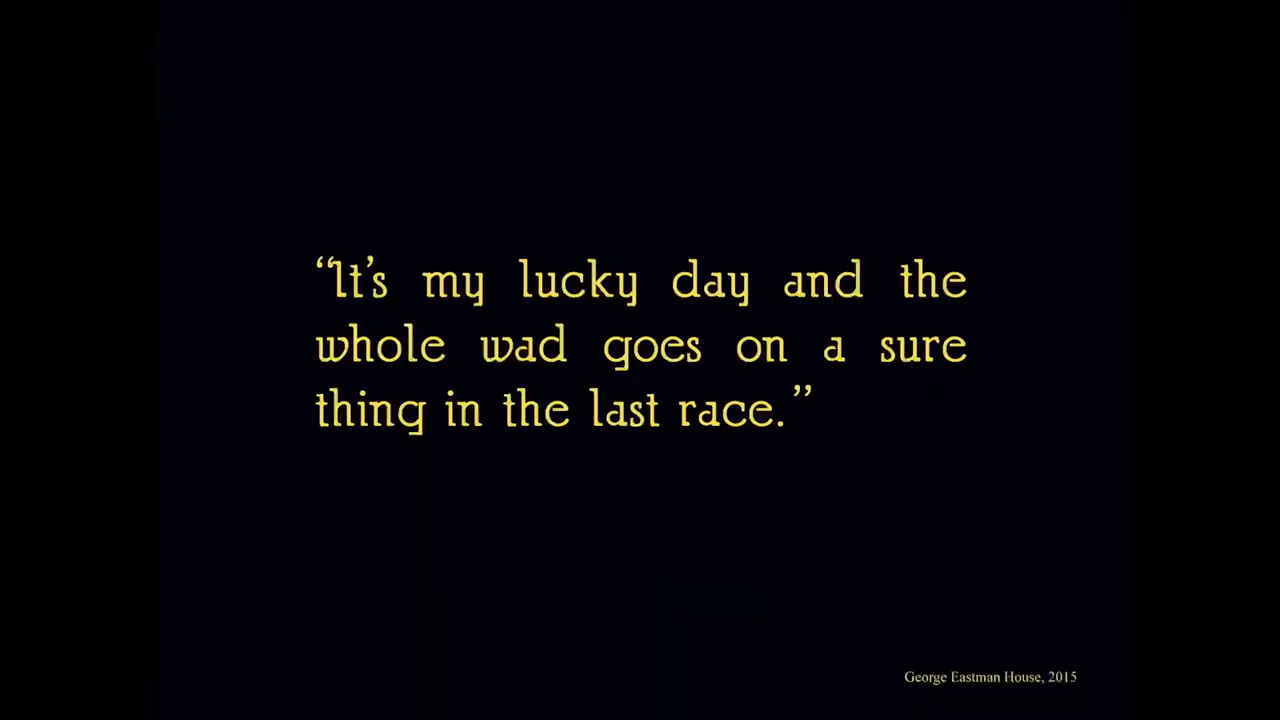 “It’s my lucky day and the
whole wad goes on a sure
thing in the last race.”
George Eastman House, 2015